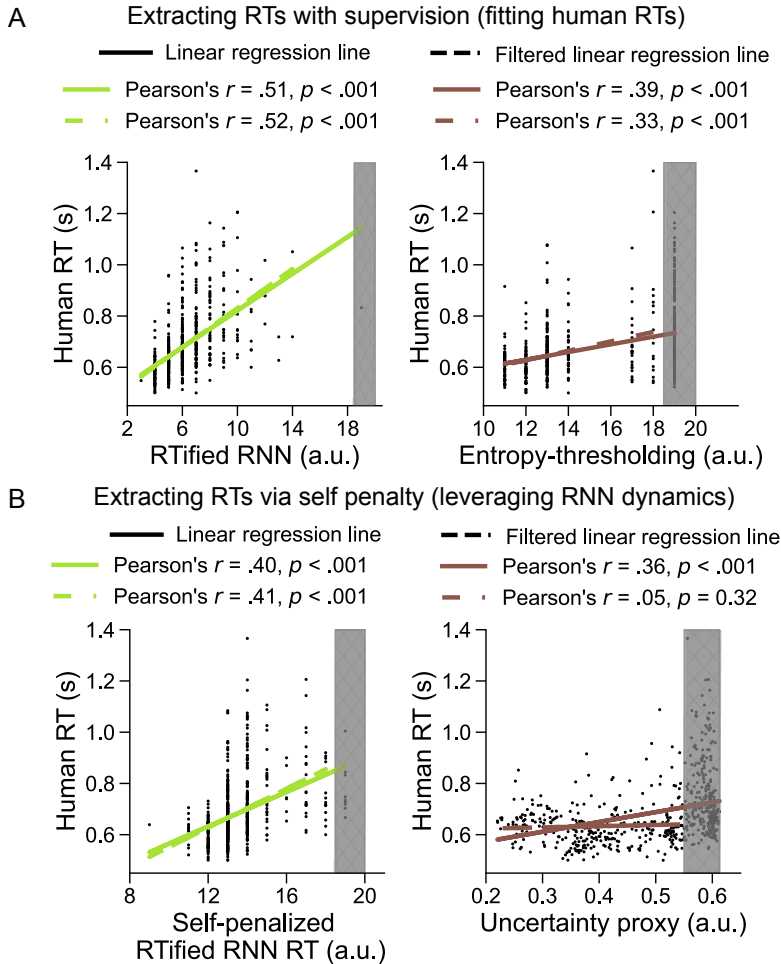 A
Extracting RTs with supervision (fitting human RTs)
Linear regression line
Filtered linear regression line
Pearson's r = .51, p < .001
Pearson's r = .52, p < .001
Pearson's r = .39, p < .001
Pearson's r = .33, p < .001
Human RT (s)
1.4
1.2
1.0
0.8
0.6
2
6
10
14
18
RTified RNN (a.u.)
Human RT (s)
1.4
1.2
1.0
0.8
0.6
10
12
14
16
18
20
Entropy-thresholding (a.u.)
B
Extracting RTs via self penalty (leveraging RNN dynamics)
Linear regression line
Filtered linear regression line
Pearson's r = .40, p < .001
Pearson's r = .41, p < .001
Pearson's r = .36, p < .001
Pearson's r = .05, p = 0.32
Human RT (s)
1.4
1.2
1.0
0.8
0.6
8
12
16
20
Self-penalized
RTified RNN RT (a.u.)
Human RT (s)
1.4
1.2
1.0
0.8
0.6
0.2
0.3
0.4
0.5
0.6
Uncertainty proxy (a.u.)